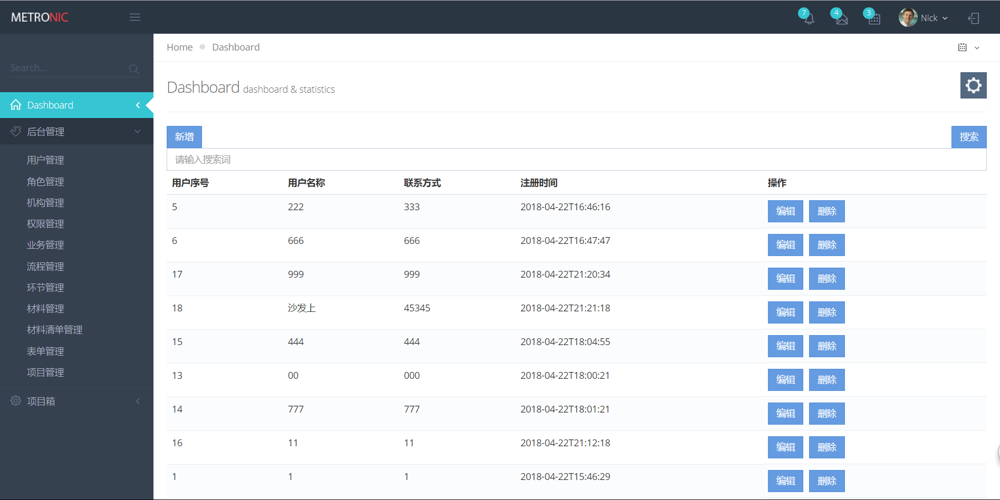 METRONIC
7 4 3 Nick
Home Dashboard
Search...
Dashboard
后台管理
用户管理
角色管理
机构管理
权限管理
业务管理
流程管理
环节管理
材料管理
材料清单管理
表单管理
项目管理
项目箱
Dashboard dashboard & statistics
新增 搜索
请输入搜索词
用户序号 用户名称 联系方式 注册时间 操作
5 222 333 2018-04-22T16:46:16 编辑 删除
6 666 666 2018-04-22T16:47:47 编辑 删除
17 999 999 2018-04-22T21:20:34 编辑 删除
18 沙发上 45345 2018-04-22T21:21:18 编辑 删除
15 444 444 2018-04-22T18:04:55 编辑 删除
13 00 000 2018-04-22T18:00:21 编辑 删除
14 777 777 2018-04-22T18:01:21 编辑 删除
16 11 11 2018-04-22T21:12:18 编辑 删除
1 1 1 2018-04-22T15:46:29 编辑 删除